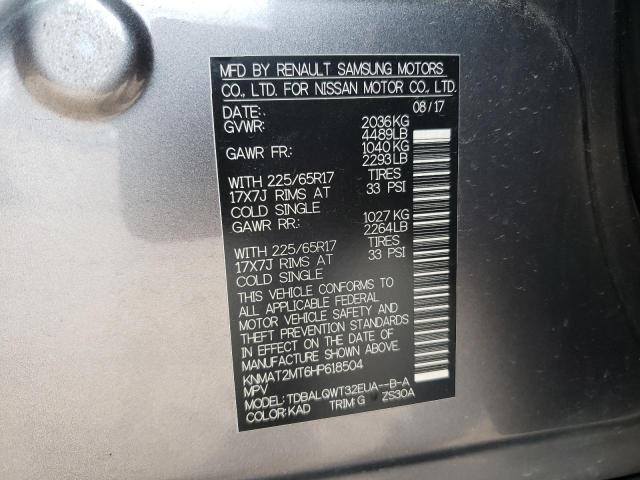 MFD BY RENAULT SAMSUNG MOTORS
CO., LTD. FOR NISSAN MOTOR CO., LTD.
DATE: 08/17
GVWR: 2036KG
4489LB
GAWR FR: 1040KG
2293LB
WITH 225/65R17 TIRES
17X7J RIMS AT 33 PSI
COLD SINGLE
GAWR RR: 1027KG
2264LB
WITH 225/65R17 TIRES
17X7J RIMS AT 33 PSI
COLD SINGLE
THIS VEHICLE CONFORMS TO
ALL APPLICABLE FEDERAL
MOTOR VEHICLE SAFETY AND
THEFT PREVENTION STANDARDS
IN EFFECT ON THE DATE OF
MANUFACTURE SHOWN ABOVE.
KNMAT2MT6HP618504
MPV
MODEL: TDBALQWT32EUA--B-A
COLOR: KAD TRIM: G ZS30A